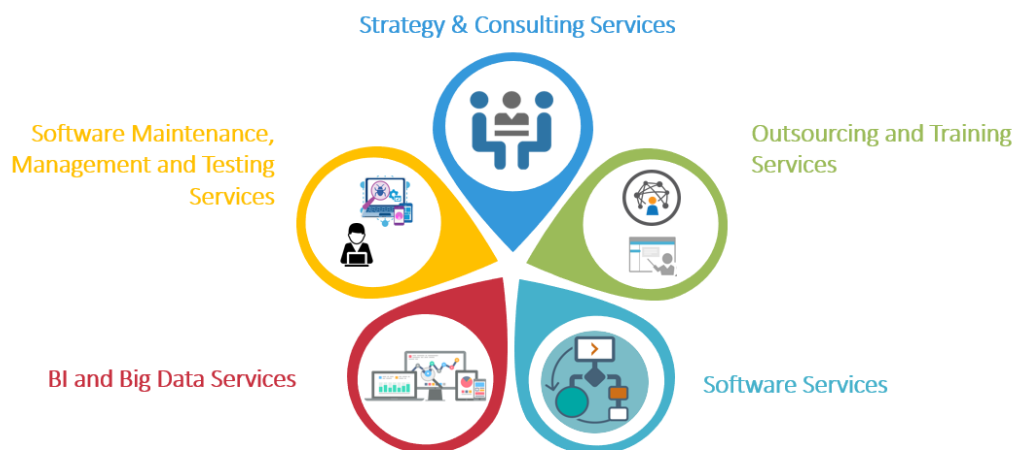 Strategy & Consulting Services
Software Maintenance,
Management and Testing
Services
Outsourcing and Training
Services
BI and Big Data Services
Software Services